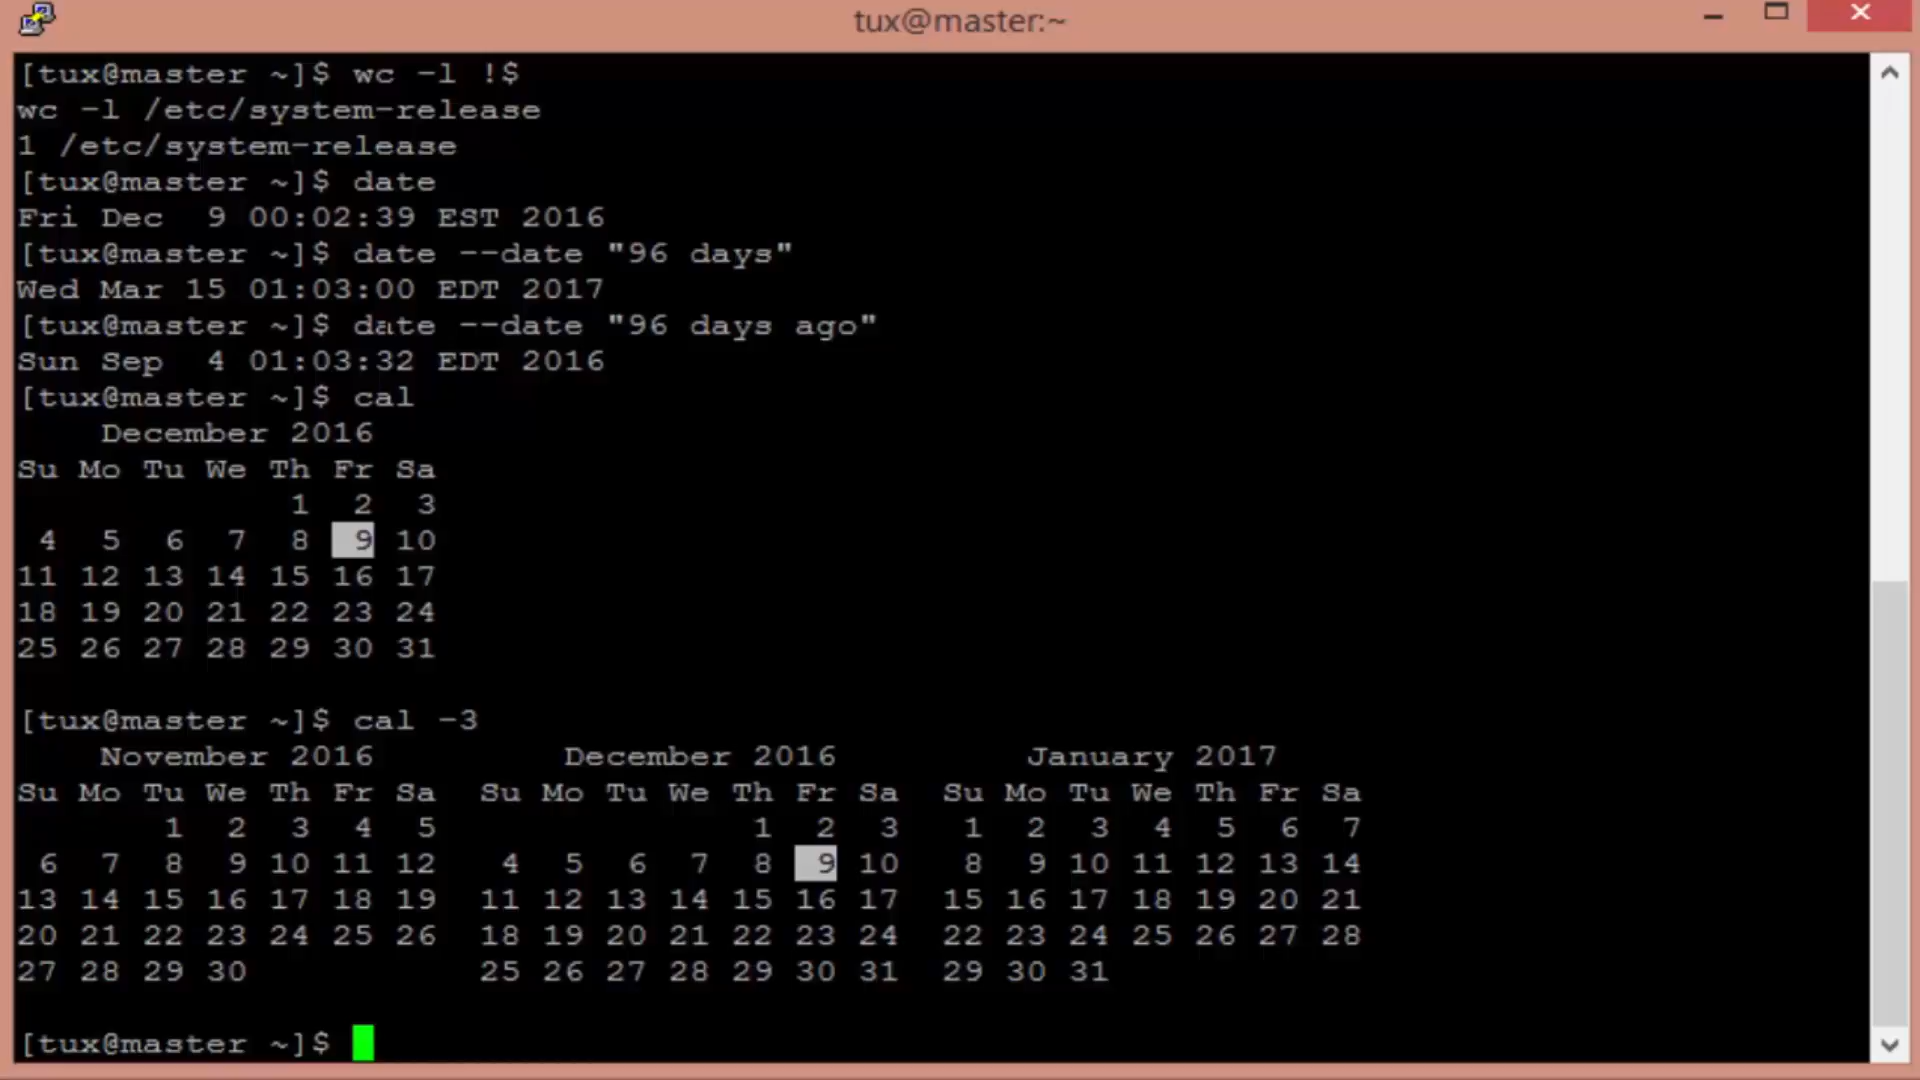 tux@master:~
[tux@master ~]$ wc -l !$
wc -l /etc/system-release
1 /etc/system-release
[tux@master ~]$ date
Fri Dec  9 00:02:39 EST 2016
[tux@master ~]$ date --date "96 days"
Wed Mar 15 01:03:00 EDT 2017
[tux@master ~]$ date --date "96 days ago"
Sun Sep  4 01:03:32 EDT 2016
[tux@master ~]$ cal
    December 2016
Su Mo Tu We Th Fr Sa
             1  2  3
 4  5  6  7  8  9 10
11 12 13 14 15 16 17
18 19 20 21 22 23 24
25 26 27 28 29 30 31
[tux@master ~]$ cal -3
    November 2016         December 2016         January 2017
Su Mo Tu We Th Fr Sa  Su Mo Tu We Th Fr Sa  Su Mo Tu We Th Fr Sa
       1  2  3  4  5               1  2  3   1  2  3  4  5  6  7
 6  7  8  9 10 11 12   4  5  6  7  8  9 10   8  9 10 11 12 13 14
13 14 15 16 17 18 19  11 12 13 14 15 16 17  15 16 17 18 19 20 21
20 21 22 23 24 25 26  18 19 20 21 22 23 24  22 23 24 25 26 27 28
27 28 29 30           25 26 27 28 29 30 31  29 30 31
[tux@master ~]$